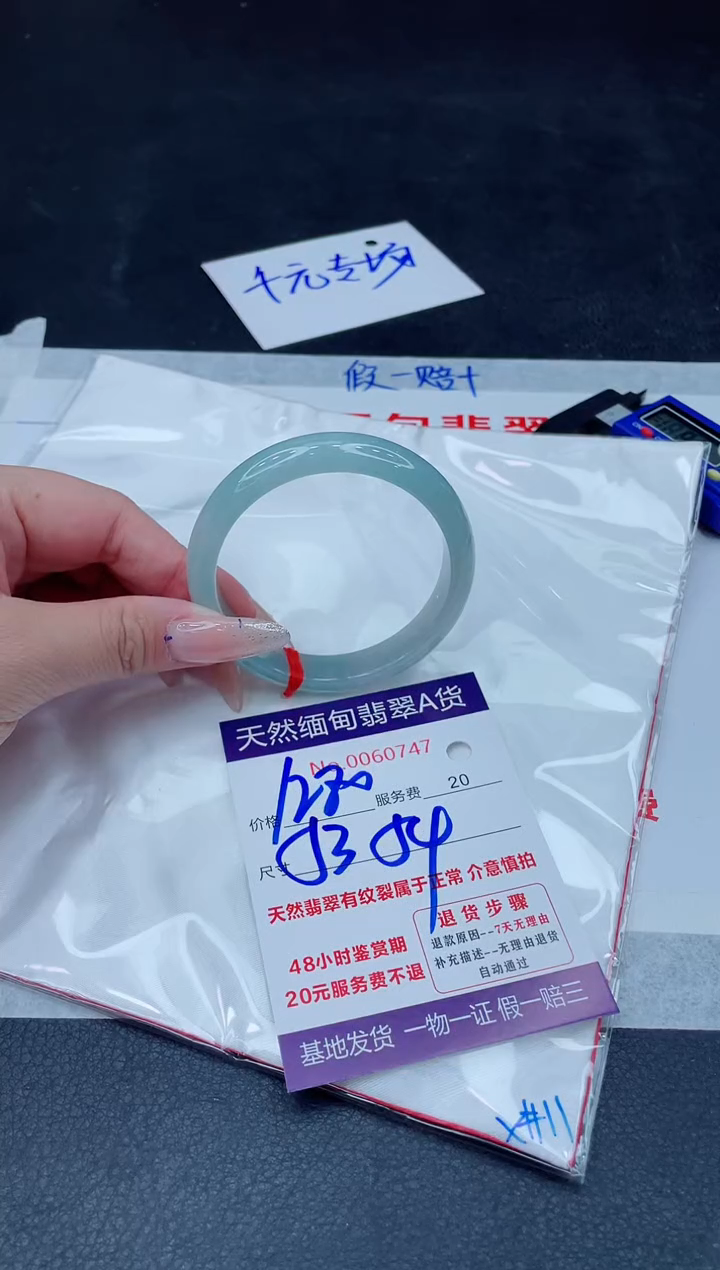 千元专场
假一赔十
天然缅甸翡翠A货
No.0060747
价格 服务费 20
尺寸 53 54
天然翡翠有纹裂属于正常 介意慎拍
48小时鉴赏期
20元服务费不退
退货步骤
退款原因--7天无理由
补充描述--无理由退货
自动通过
基地发货 一物一证 假一赔三
X#11